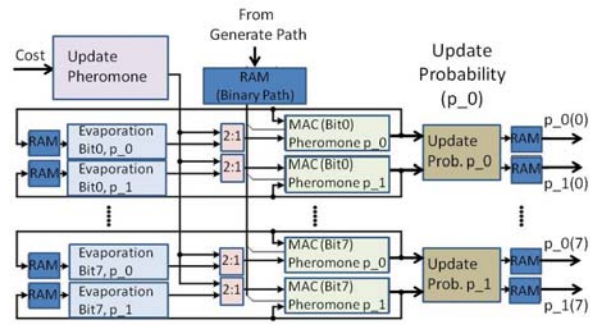 From
Generate Path
Cost
Update
Pheromone
RAM
(Binary Path)
Update
Probability
(p_0)
RAM
Evaporation
Bit0, p_0
2:1
MAC (Bit0)
Pheromone p_0
Update
Prob. p_0
RAM
p_0(0)
RAM
Evaporation
Bit0, p_1
2:1
MAC (Bit0)
Pheromone p_1
RAM
p_1(0)
RAM
Evaporation
Bit7, p_0
2:1
MAC (Bit7)
Pheromone p_0
Update
Prob. p_1
RAM
p_0(7)
RAM
Evaporation
Bit7, p_1
2:1
MAC (Bit7)
Pheromone p_1
RAM
p_1(7)